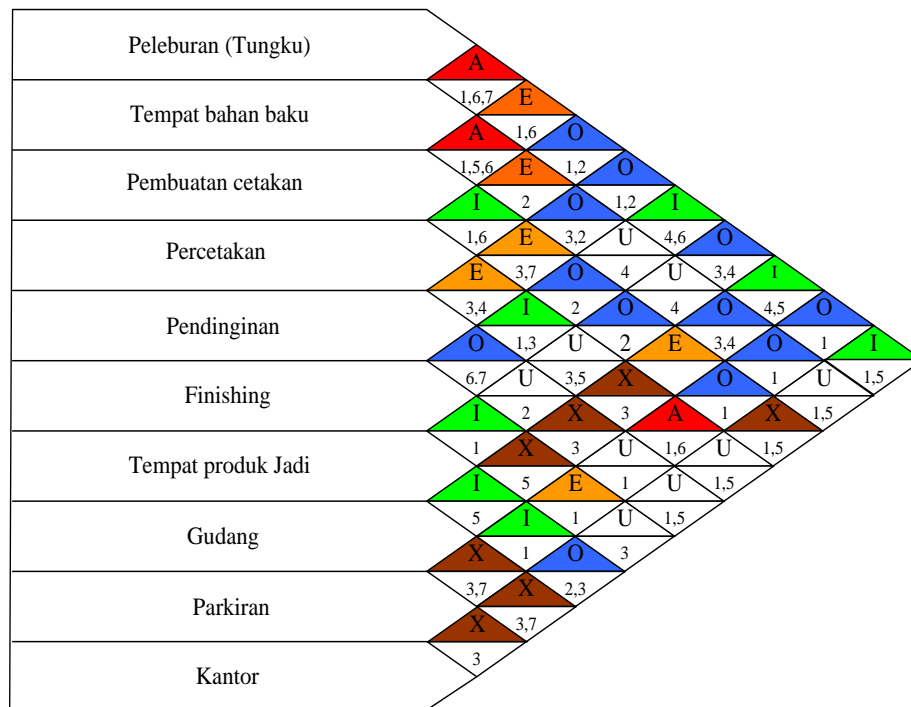 Peleburan (Tungku)
A
1,6,7 E
Tempat bahan baku
A 1,6 O
1,5,6 E 1,2 O
Pembuatan cetakan
I 2 O 1,2 I
1,6 E 3,2 U 4,6 O
Percetakan
E 3,7 O 4 U 3,4 I
3,4 I 2 O 4 O 4,5 O
Pendinginan
O 1,3 U 2 E 3,4 O 1 I
6.7 U 3,5 X O 1 U 1,5
Finishing
I 2 X 3 A 1 X 1,5
1 X 3 U 1,6 U 1,5
Tempat produk Jadi
I 5 E 1 U 1,5
5 I 1 U 1,5
Gudang
X 1 O 3
3,7 X 2,3
Parkiran
X 3,7
3
Kantor